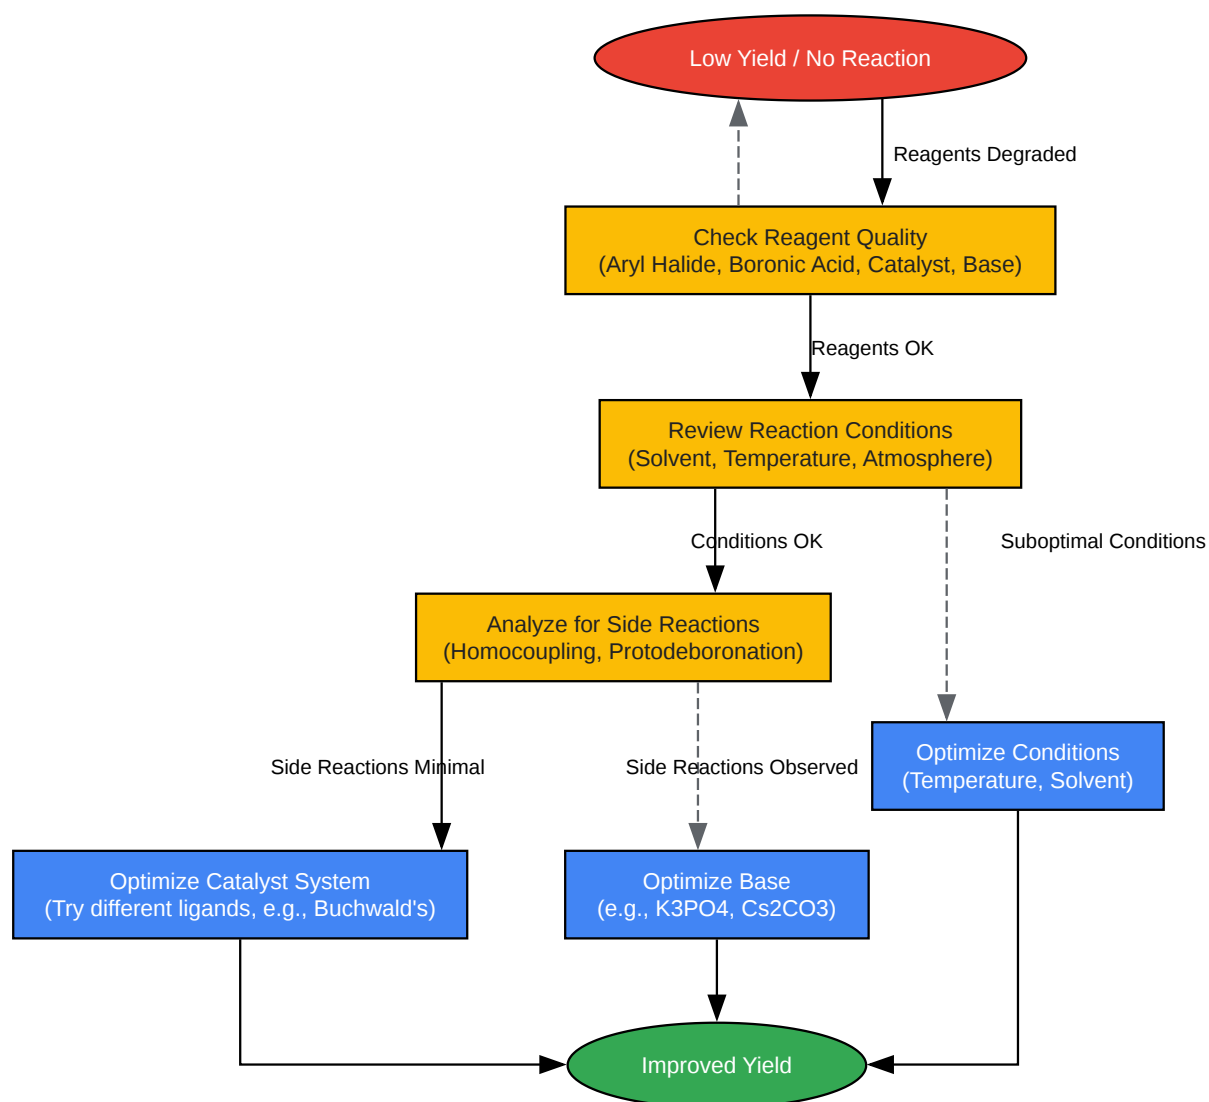 Low Yield / No Reaction
Reagents Degraded
Check Reagent Quality
(Aryl Halide, Boronic Acid, Catalyst, Base)
Reagents OK
Review Reaction Conditions
(Solvent, Temperature, Atmosphere)
Conditions OK
Suboptimal Conditions
Analyze for Side Reactions
(Homocoupling, Protodeboronation)
Optimize Conditions
(Temperature, Solvent)
Side Reactions Minimal
Side Reactions Observed
Optimize Catalyst System
(Try different ligands, e.g., Buchwald's)
Optimize Base
(e.g., K3PO4, Cs2CO3)
Improved Yield